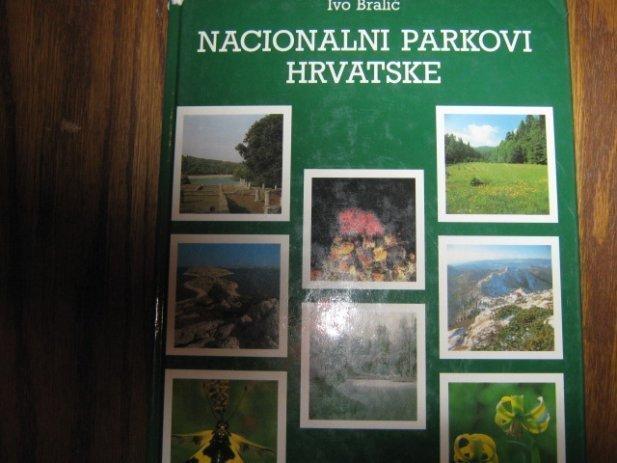 Ivo Bralić
NACIONALNI PARKOVI
HRVATSKE